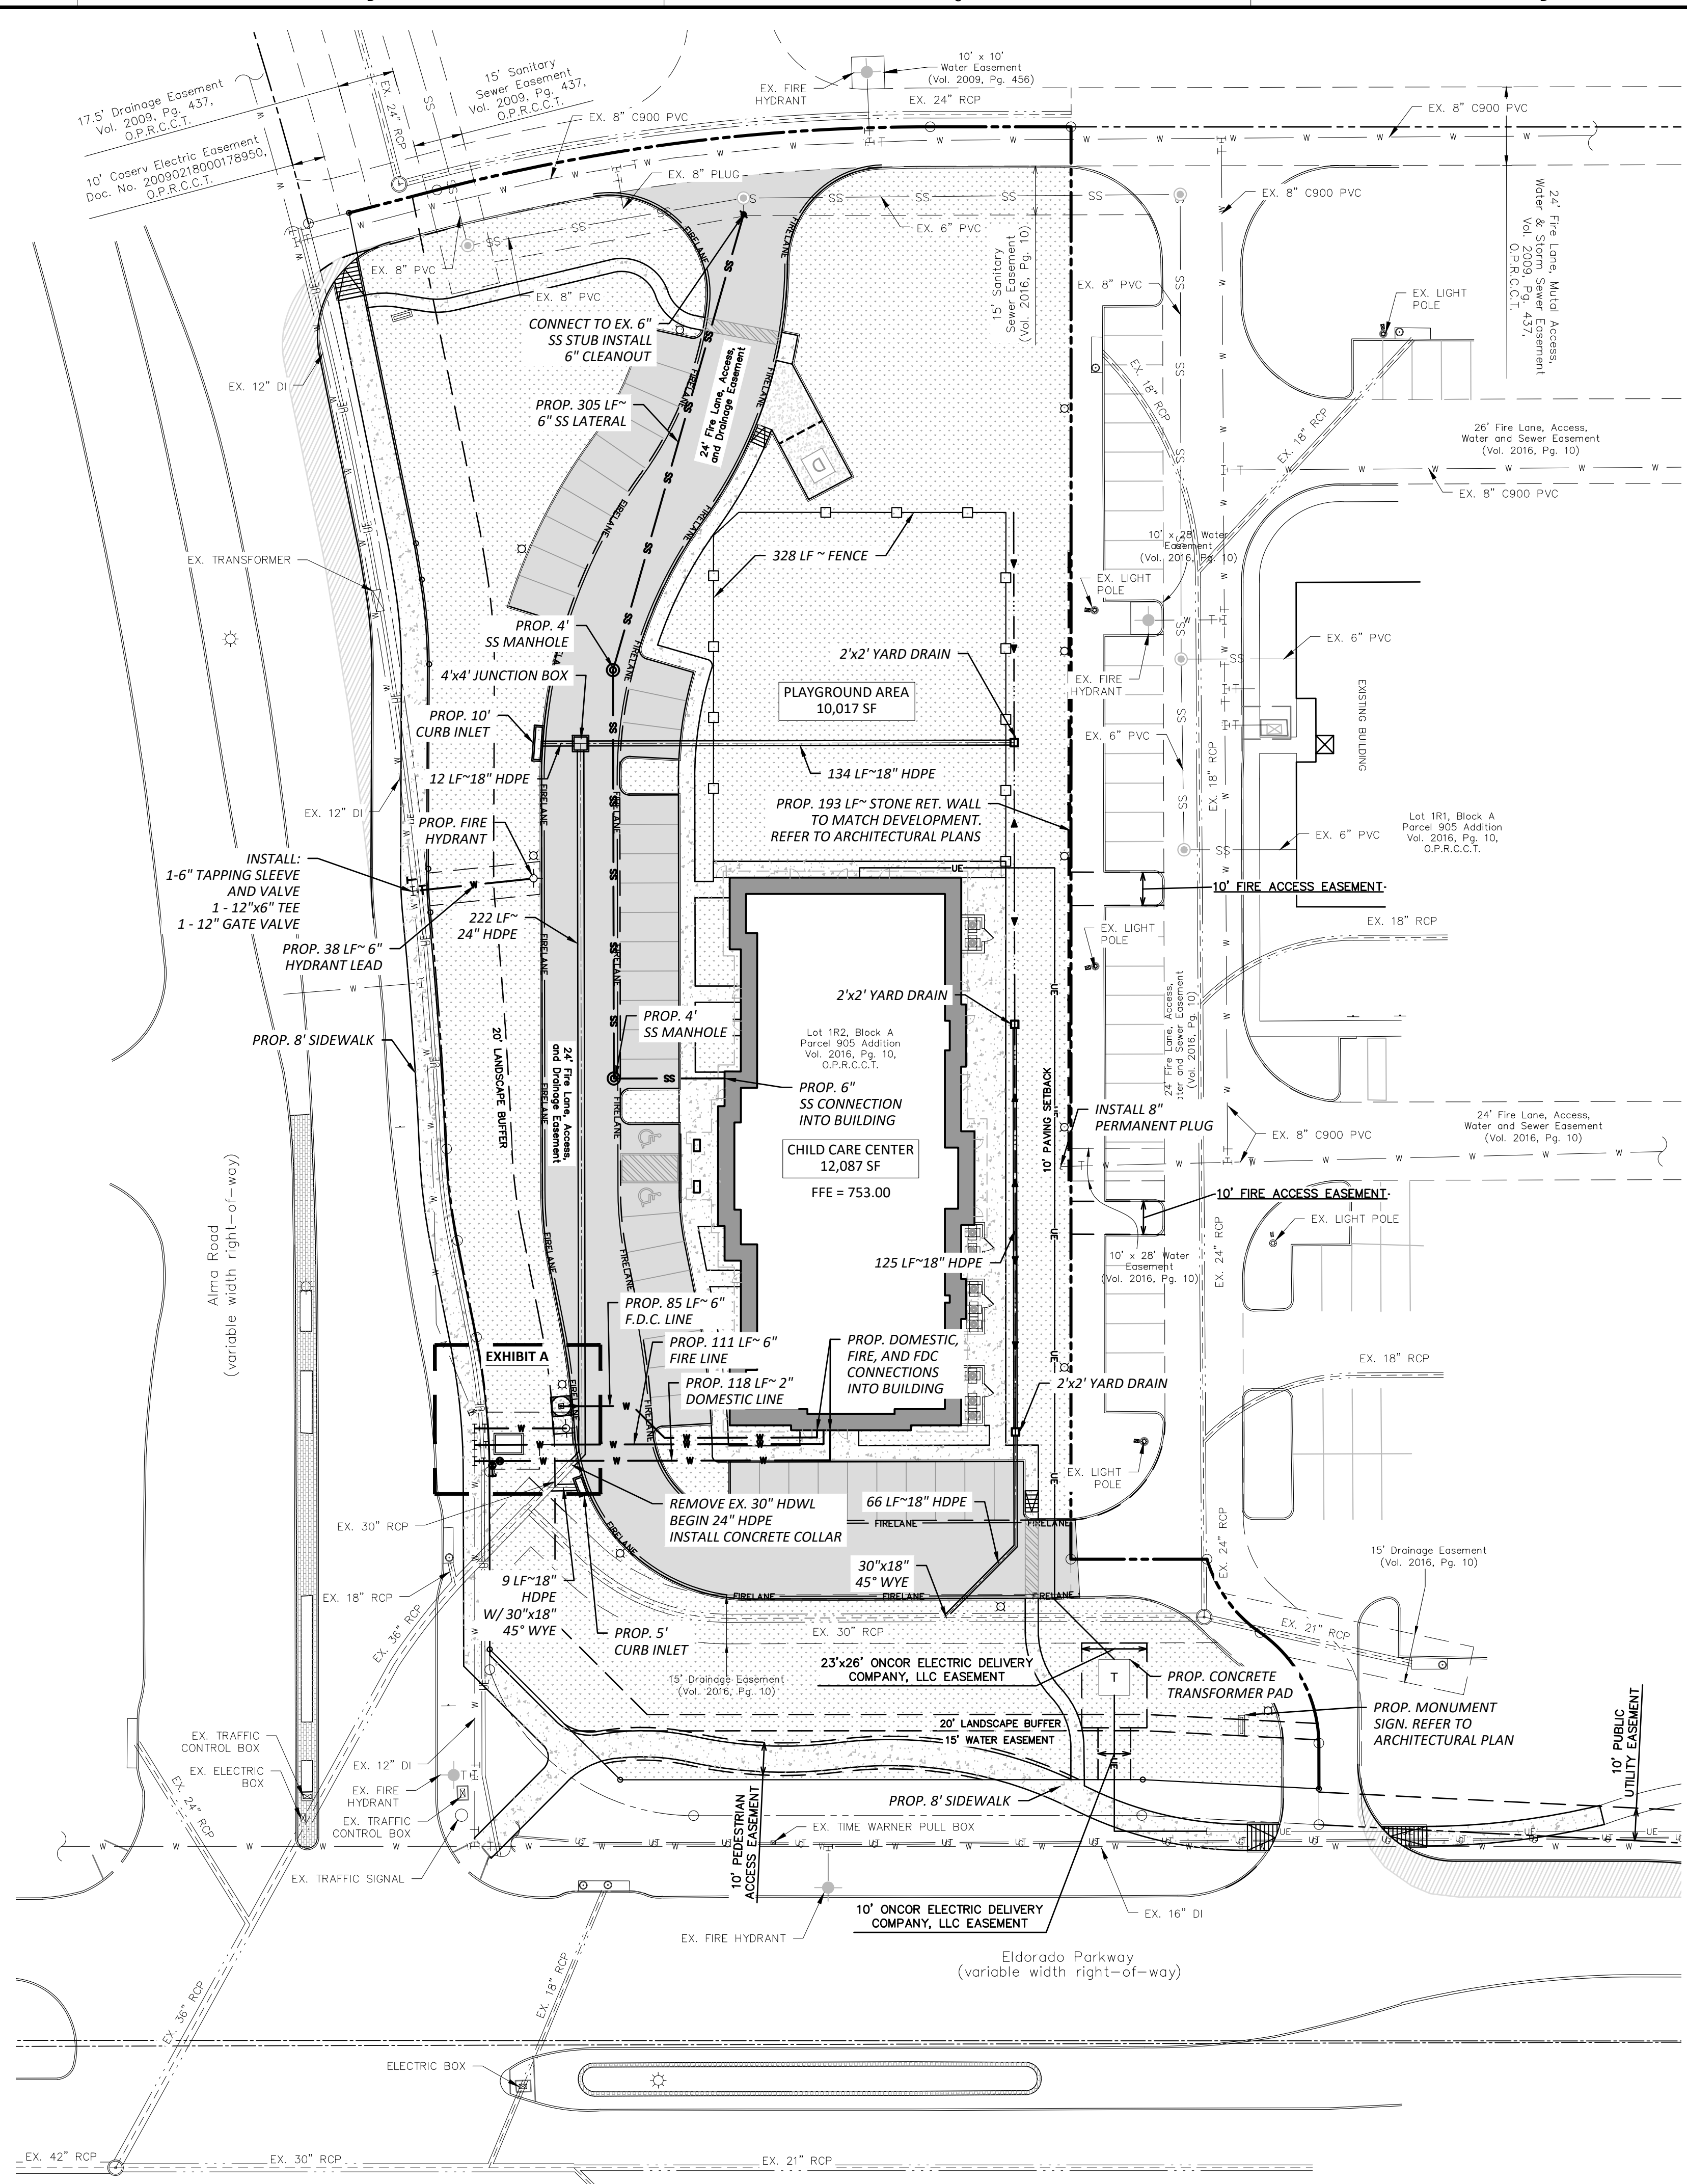 17.5' Drainage Easement
Vol. 2009, Pg. 437,
O.P.R.C.C.T.
10' Coserv Electric Easement
Doc. No. 20090218000178950,
O.P.R.C.C.T.
EX. 24" RCP
SS
15' Sanitary
Sewer Easement
Vol. 2009, Pg. 437,
O.P.R.C.C.T.
EX. 8" C900 PVC
EX. FIRE
HYDRANT
10' x 10'
Water Easement
(Vol. 2009, Pg. 456)
EX. 24" RCP
EX. 8" C900 PVC
EX. 8" PLUG
EX. 8" C900 PVC
24' Fire Lane, Mutal Access,
Water & Storm Sewer Easement
Vol. 2009, Pg. 437,
O.P.R.C.C.T.
EX. 6" PVC
15' Sanitary
Sewer Easement
(Vol. 2016, Pg. 10)
EX. 8" PVC
EX. 8" PVC
EX. 8" PVC
EX. LIGHT
POLE
CONNECT TO EX. 6"
SS STUB INSTALL
6" CLEANOUT
EX. 12" DI
FIRELANE
24' Fire Lane, Access,
and Drainage Easement
EX. 18" RCP
EX. 18" RCP
PROP. 305 LF~
6" SS LATERAL
26' Fire Lane, Access,
Water and Sewer Easement
(Vol. 2016, Pg. 10)
EX. 8" C900 PVC
D
328 LF ~ FENCE
10' x 28' Water
Easement
(Vol. 2016, Pg. 10)
EX. TRANSFORMER
EX. LIGHT
POLE
PROP. 4'
SS MANHOLE
EX. 6" PVC
4'x4' JUNCTION BOX
2'x2' YARD DRAIN
EX. FIRE
HYDRANT
PLAYGROUND AREA
10,017 SF
EXISTING BUILDING
PROP. 10'
CURB INLET
EX. 6" PVC
12 LF~18" HDPE
134 LF~18" HDPE
EX. 18" RCP
EX. 12" DI
PROP. FIRE
HYDRANT
PROP. 193 LF~ STONE RET. WALL
TO MATCH DEVELOPMENT.
REFER TO ARCHITECTURAL PLANS
EX. 6" PVC
Lot 1R1, Block A
Parcel 905 Addition
Vol. 2016, Pg. 10,
O.P.R.C.C.T.
INSTALL:
1-6" TAPPING SLEEVE
AND VALVE
1 - 12"x6" TEE
1 - 12" GATE VALVE
UE
10' FIRE ACCESS EASEMENT
222 LF~
24" HDPE
EX. 18" RCP
PROP. 38 LF~ 6"
HYDRANT LEAD
EX. LIGHT
POLE
2'x2' YARD DRAIN
24' Fire Lane, Access,
Water and Sewer Easement
(Vol. 2016, Pg. 10)
PROP. 8' SIDEWALK
20' LANDSCAPE BUFFER
24' Fire Lane, Access,
and Drainage Easement
PROP. 4'
SS MANHOLE
Lot 1R2, Block A
Parcel 905 Addition
Vol. 2016, Pg. 10,
O.P.R.C.C.T.
PROP. 6"
SS CONNECTION
INTO BUILDING
10' PAVING SETBACK
INSTALL 8"
PERMANENT PLUG
24' Fire Lane, Access,
Water and Sewer Easement
(Vol. 2016, Pg. 10)
EX. 8" C900 PVC
CHILD CARE CENTER
12,087 SF
FFE = 753.00
10' FIRE ACCESS EASEMENT
Alma Road
(variable width right-of-way)
EX. LIGHT POLE
10' x 28' Water
Easement
(Vol. 2016, Pg. 10)
EX. 24" RCP
125 LF~18" HDPE
PROP. 85 LF~ 6"
F.D.C. LINE
PROP. 111 LF~ 6"
FIRE LINE
PROP. DOMESTIC,
FIRE, AND FDC
CONNECTIONS
INTO BUILDING
EXHIBIT A
EX. 18" RCP
PROP. 118 LF~ 2"
DOMESTIC LINE
2'x2' YARD DRAIN
EX. LIGHT
POLE
REMOVE EX. 30" HDWL
BEGIN 24" HDPE
INSTALL CONCRETE COLLAR
66 LF~18" HDPE
FIRELANE
FIRELANE
EX. 30" RCP
EX. 24" RCP
15' Drainage Easement
(Vol. 2016, Pg. 10)
30"x18"
45° WYE
9 LF~18"
HDPE
W/ 30"x18"
45° WYE
EX. 18" RCP
FIRELANE
FIRELANE
FIRELANE
EX. 36" RCP
PROP. 5'
CURB INLET
EX. 30" RCP
EX. 21" RCP
15' Drainage Easement
(Vol. 2016, Pg. 10)
23'x26' ONCOR ELECTRIC DELIVERY
COMPANY, LLC EASEMENT
T
PROP. CONCRETE
TRANSFORMER PAD
PROP. MONUMENT
SIGN. REFER TO
ARCHITECTURAL PLAN
10' PUBLIC
UTILITY EASEMENT
20' LANDSCAPE BUFFER
15' WATER EASEMENT
EX. TRAFFIC
CONTROL BOX
EX. 12" DI
EX. ELECTRIC
BOX
EX. FIRE
HYDRANT
EX. 24" RCP
EX. TRAFFIC
CONTROL BOX
PROP. 8' SIDEWALK
10' PEDESTRIAN
ACCESS EASEMENT
EX. TIME WARNER PULL BOX
EX. TRAFFIC SIGNAL
10' ONCOR ELECTRIC DELIVERY
COMPANY, LLC EASEMENT
EX. 16" DI
EX. FIRE HYDRANT
Eldorado Parkway
(variable width right-of-way)
EX. 36" RCP
EX. 18" RCP
ELECTRIC BOX
EX. 42" RCP
EX. 30" RCP
EX. 21" RCP